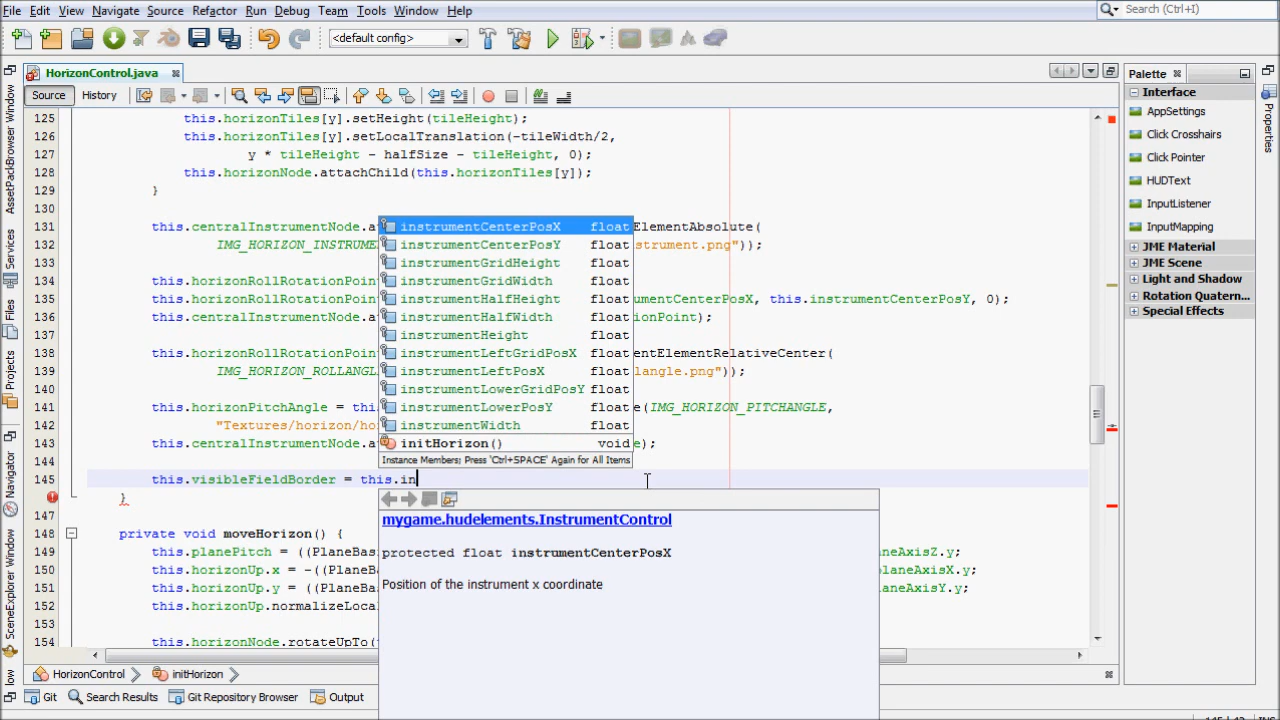 File Edit View Navigate Source Refactor Run Debug Team Tools Window Help
Search (Ctrl+I)
<default config>
HorizonControl.java
Source History
125 this.horizonTiles[y].setHeight(tileHeight);
126 this.horizonTiles[y].setLocalTranslation(-tileWidth/2,
127 y * tileHeight - halfSize - tileHeight, 0);
128 this.horizonNode.attachChild(this.horizonTiles[y]);
129 }
130
131 this.centralInstrumentNode.a ElementAbsolute(
132 IMG_HORIZON_INSTRUME strument.png"));
133
134 this.horizonRollRotationPoin
135 this.horizonRollRotationPoin umentCenterPosX, this.instrumentCenterPosY, 0);
136 this.centralInstrumentNode.a ionPoint);
137
138 this.horizonRollRotationPoin entElementRelativeCenter(
139 IMG_HORIZON_ROLLANGL langle.png"));
140
141 this.horizonPitchAngle = thi e(IMG_HORIZON_PITCHANGLE,
142 "Textures/horizon/ho
143 this.centralInstrumentNode.a e);
144
145 this.visibleFieldBorder = this.in
}
147
148 private void moveHorizon() {
149 this.planePitch = ((PlaneBas aneAxisZ.y;
150 this.horizonUp.x = -((PlaneB planeAxisX.y;
151 this.horizonUp.y = ((PlaneBa aneAxisY.y;
152 this.horizonUp.normalizeLoca
153
154 this.horizonNode.rotateUpTo(
instrumentCenterPosX float
instrumentCenterPosY float
instrumentGridHeight float
instrumentGridWidth float
instrumentHalfHeight float
instrumentHalfWidth float
instrumentHeight float
instrumentLeftGridPosX float
instrumentLeftPosX float
instrumentLowerGridPosY float
instrumentLowerPosY float
instrumentWidth float
initHorizon() void
Instance Members; Press 'Ctrl+SPACE' Again for All Items
mygame.hudelements.InstrumentControl
protected float instrumentCenterPosX
Position of the instrument x coordinate
HorizonControl initHorizon
Git Search Results Git Repository Browser Output
AssetPackBrowser Window
Services
Files
Projects
Navigator
SceneExplorer Window
Palette
Interface
AppSettings
Click Crosshairs
Click Pointer
HUDText
InputListener
InputMapping
JME Material
JME Scene
Light and Shadow
Rotation Quatern...
Special Effects
Properties